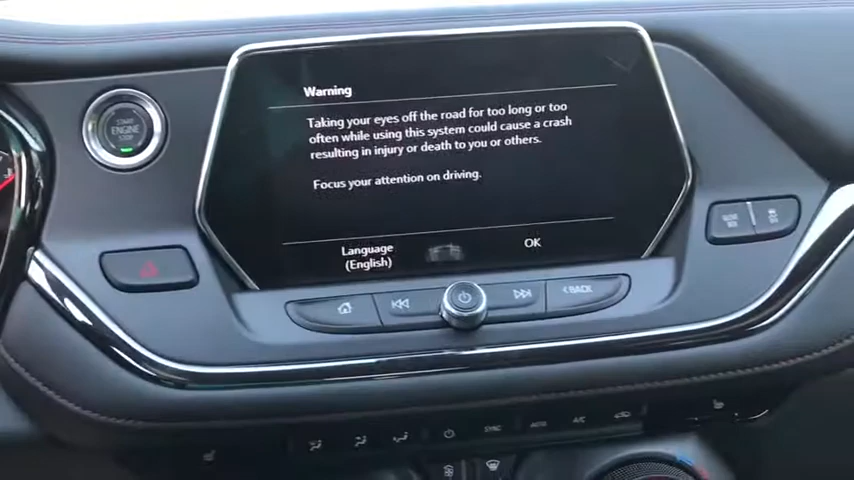 Warning
Taking your eyes off the road for too long or too
often while using this system could cause a crash
resulting in injury or death to you or others.
Focus your attention on driving.
START
ENGINE
STOP
Language
(English)
OK
BACK
SYNC
AUTO
A/C